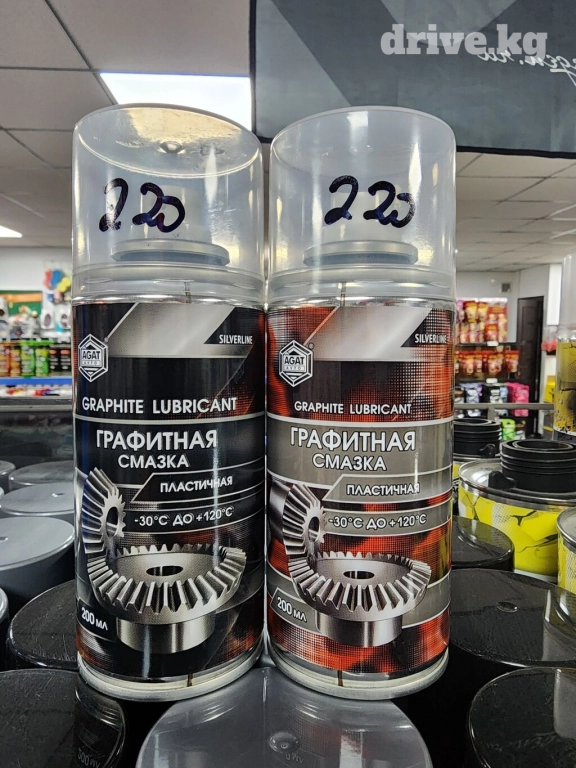 drive.kg
220
SILVERLINE
AGAT
GRAPHITE LUBRICANT
ГРАФИТНАЯ
СМАЗКА
ПЛАСТИЧНАЯ
-30°С ДО +120°С
200 МЛ
220
SILVERLINE
AGAT
GRAPHITE LUBRICANT
ГРАФИТНАЯ
СМАЗКА
ПЛАСТИЧНАЯ
-30°С ДО +120°С
200 МЛ